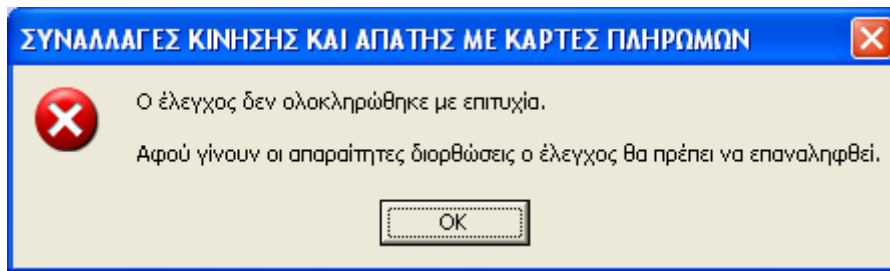 ΣΥΝΑΛΛΑΓΕΣ ΚΙΝΗΣΗΣ ΚΑΙ ΑΠΑΤΗΣ ΜΕ ΚΑΡΤΕΣ ΠΛΗΡΩΜΩΝ
Ο έλεγχος δεν ολοκληρώθηκε με επιτυχία.
Αφού γίνουν οι απαραίτητες διορθώσεις ο έλεγχος θα πρέπει να επαναληφθεί.
OK